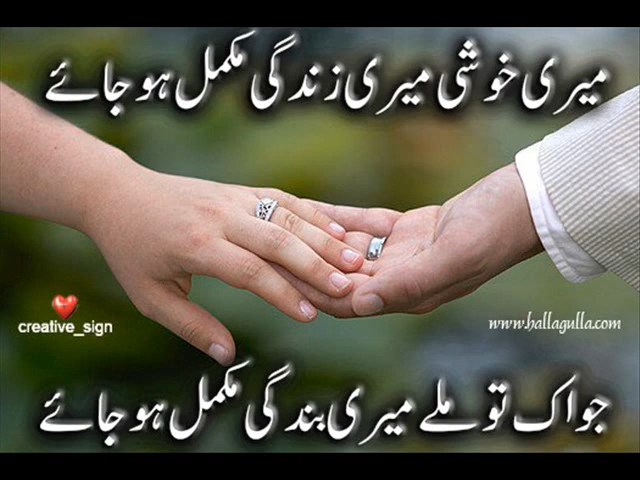 میری خوشی میری زندگی مکمل ہو جائے
creative_sign
www.hallagulla.com
جو اک تو ملے میری بندگی مکمل ہو جائے